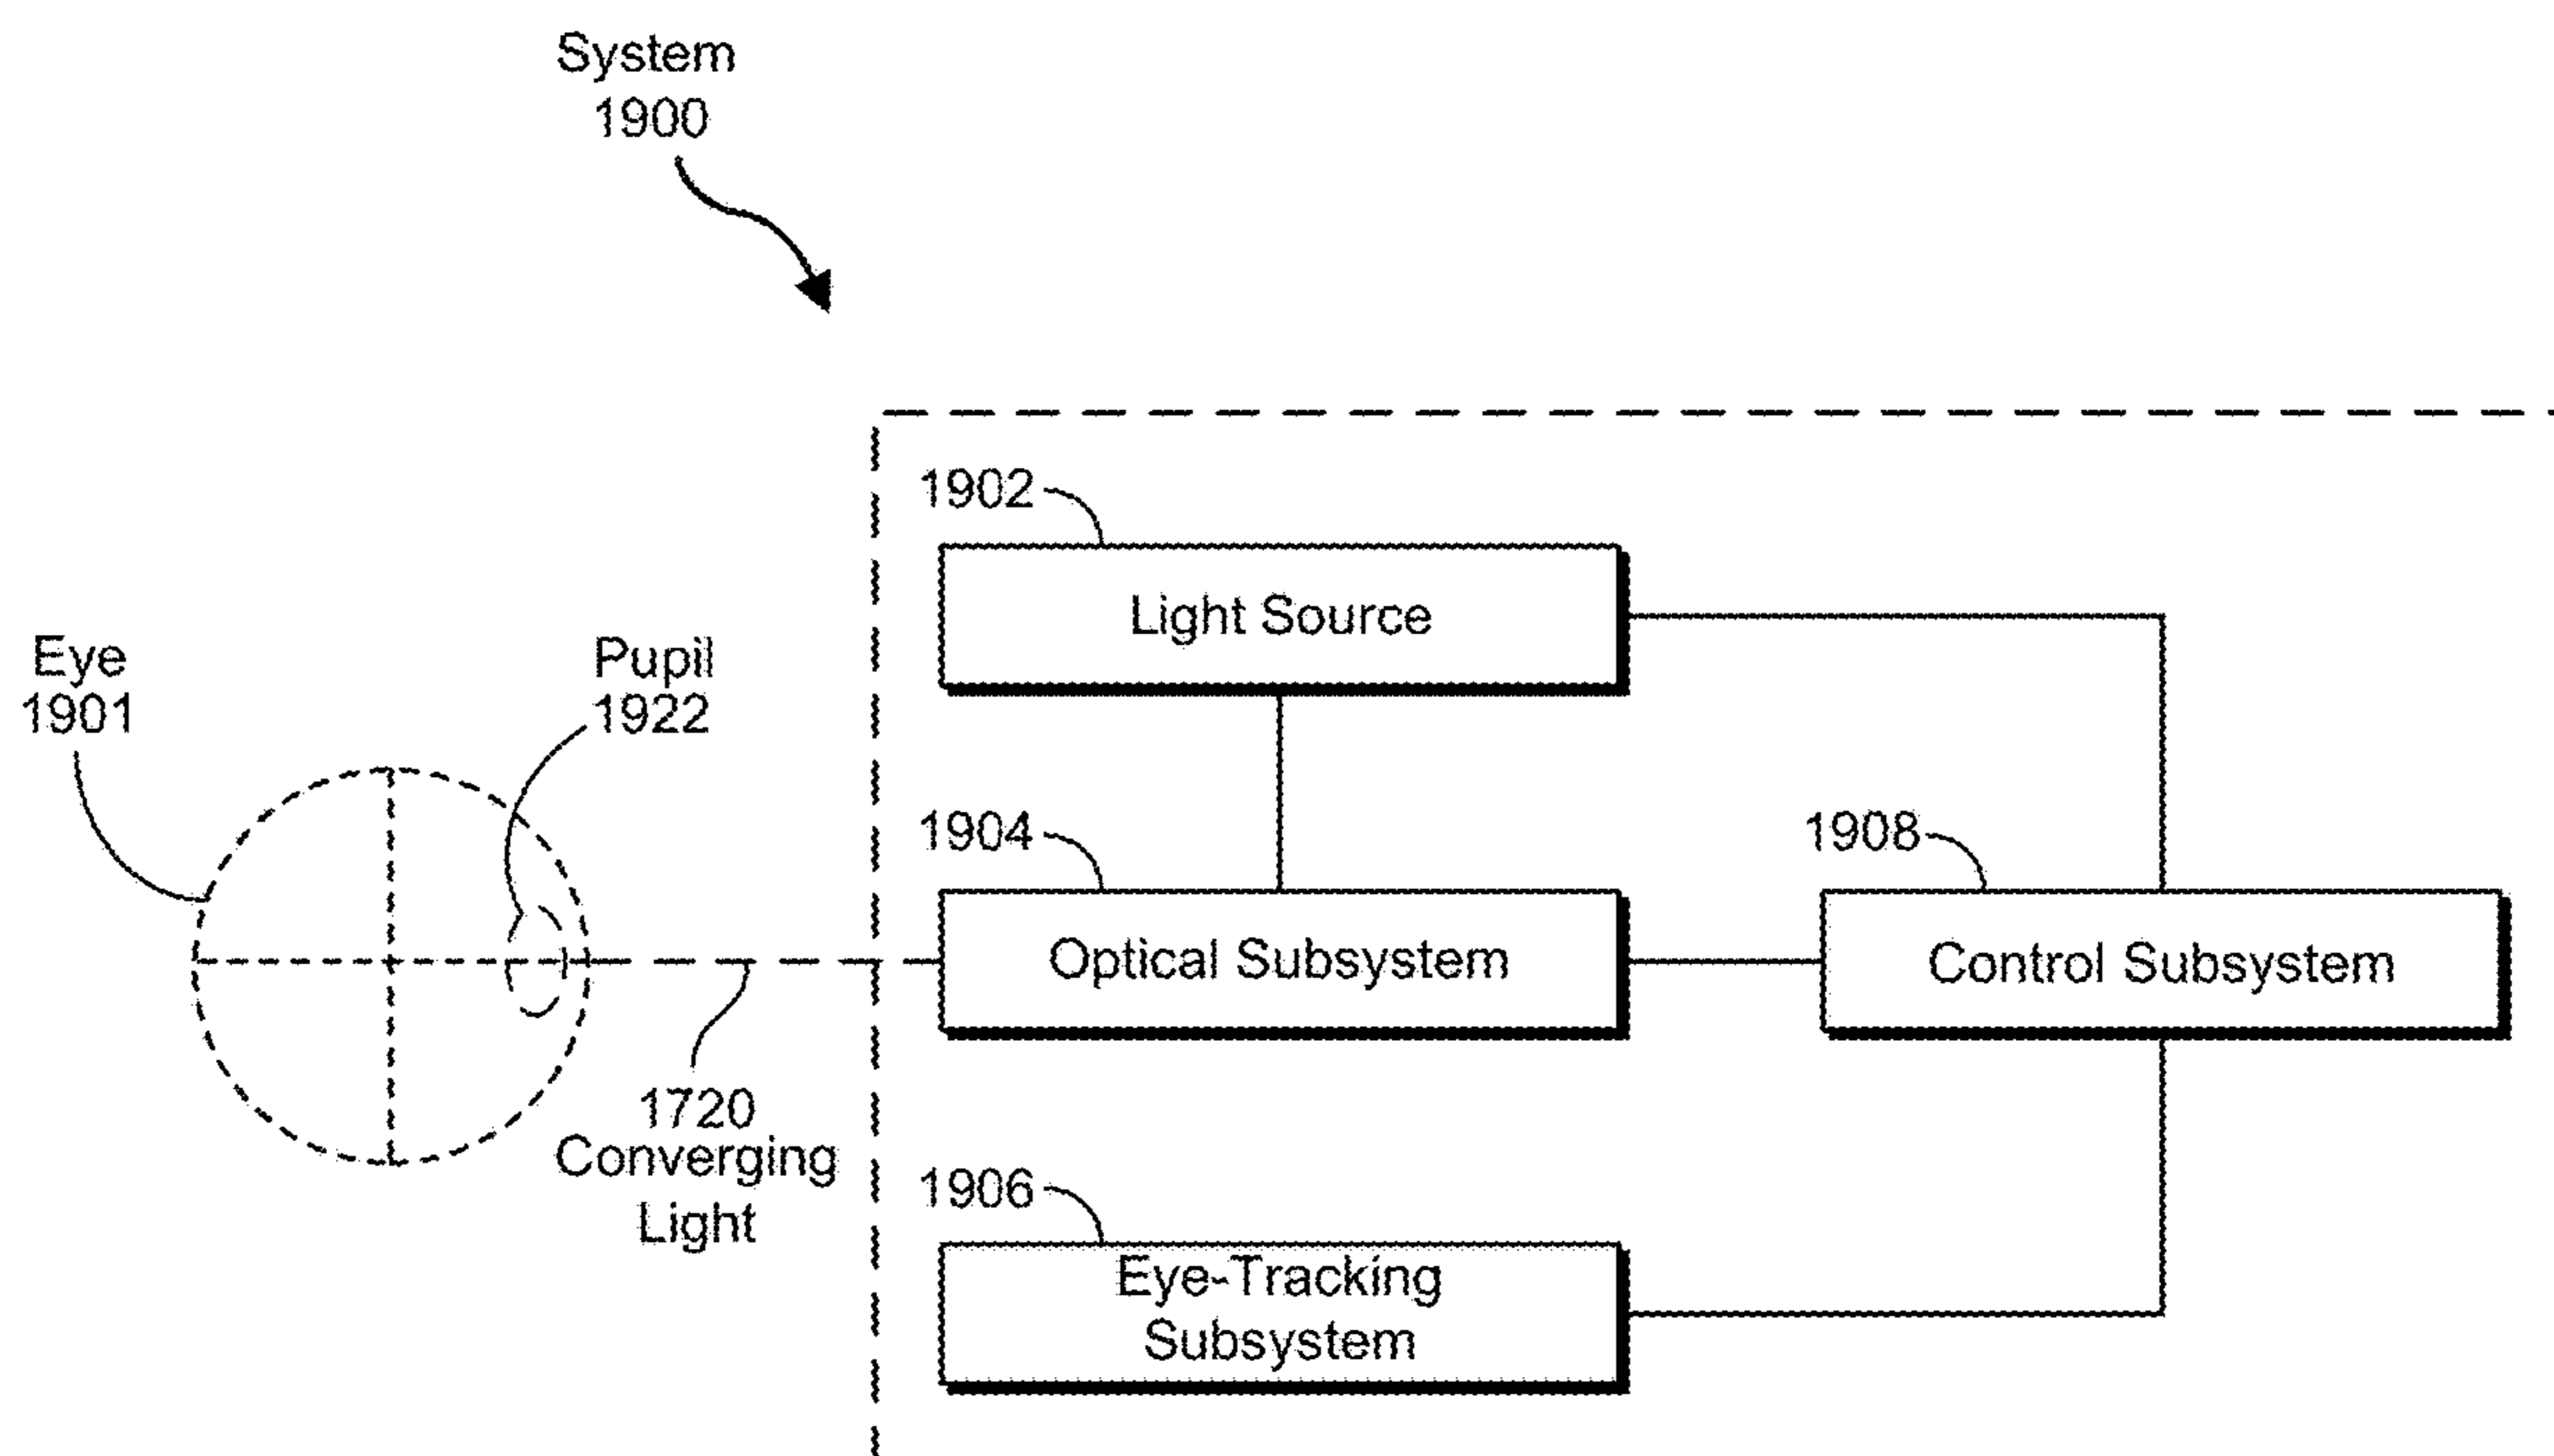 System
1900
1902
Light Source
Eye
1901
Pupil
1922
1904
Optical Subsystem
1908
Control Subsystem
1720
Converging
Light
1906
Eye-Tracking
Subsystem